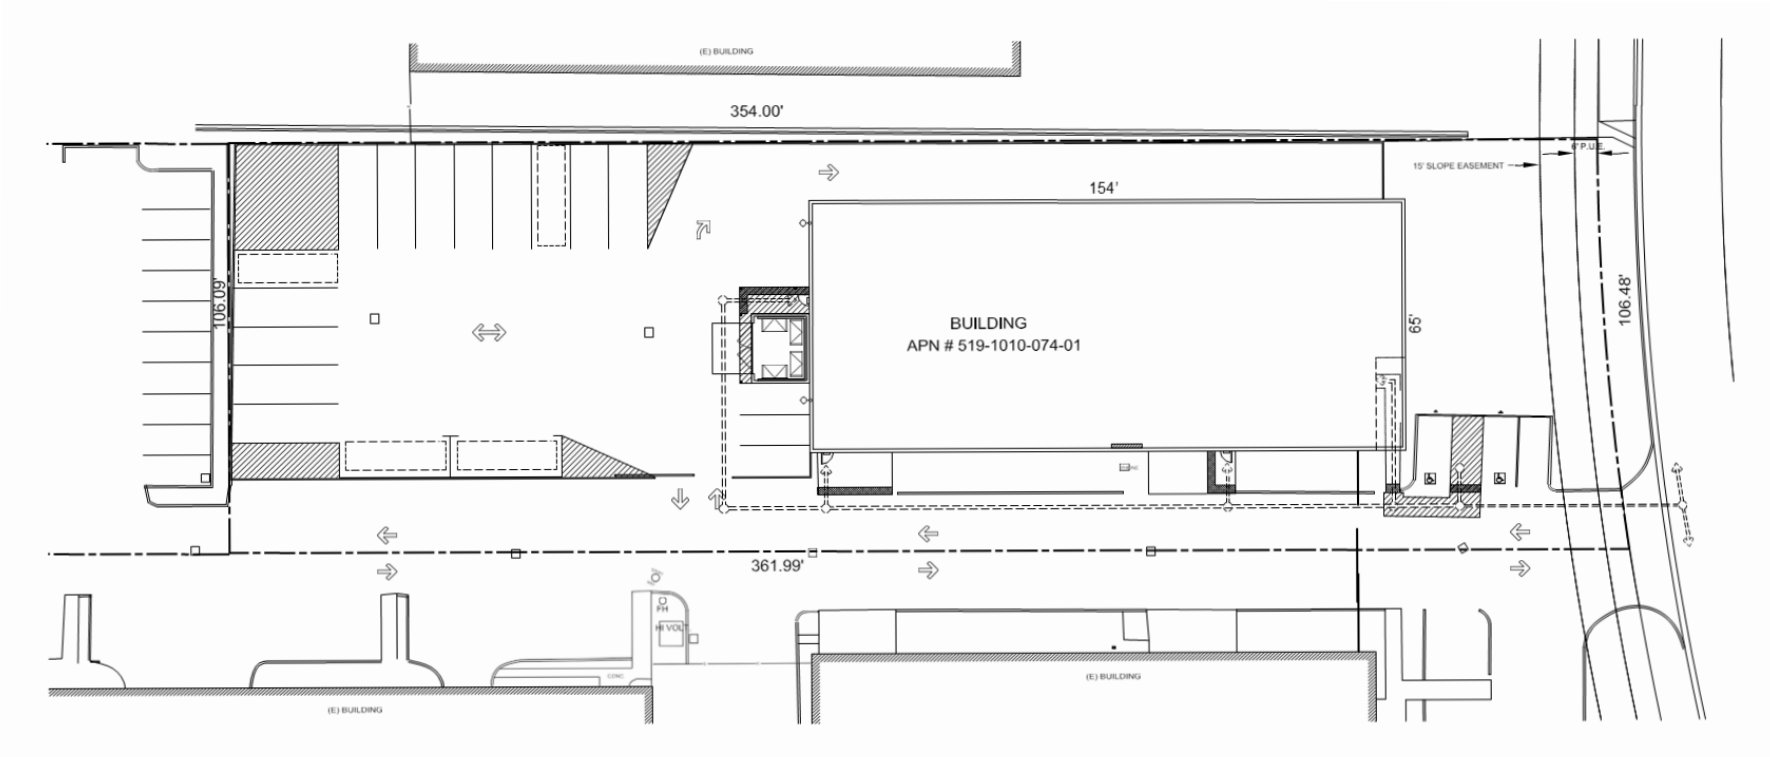 (E) BUILDING
354.00'
6' P.U.E.
15' SLOPE EASEMENT
154'
106.09'
106.48'
BUILDING
APN # 519-1010-074-01
65'
361.99'
FH
HI VOLT.
CONC.
(E) BUILDING
(E) BUILDING